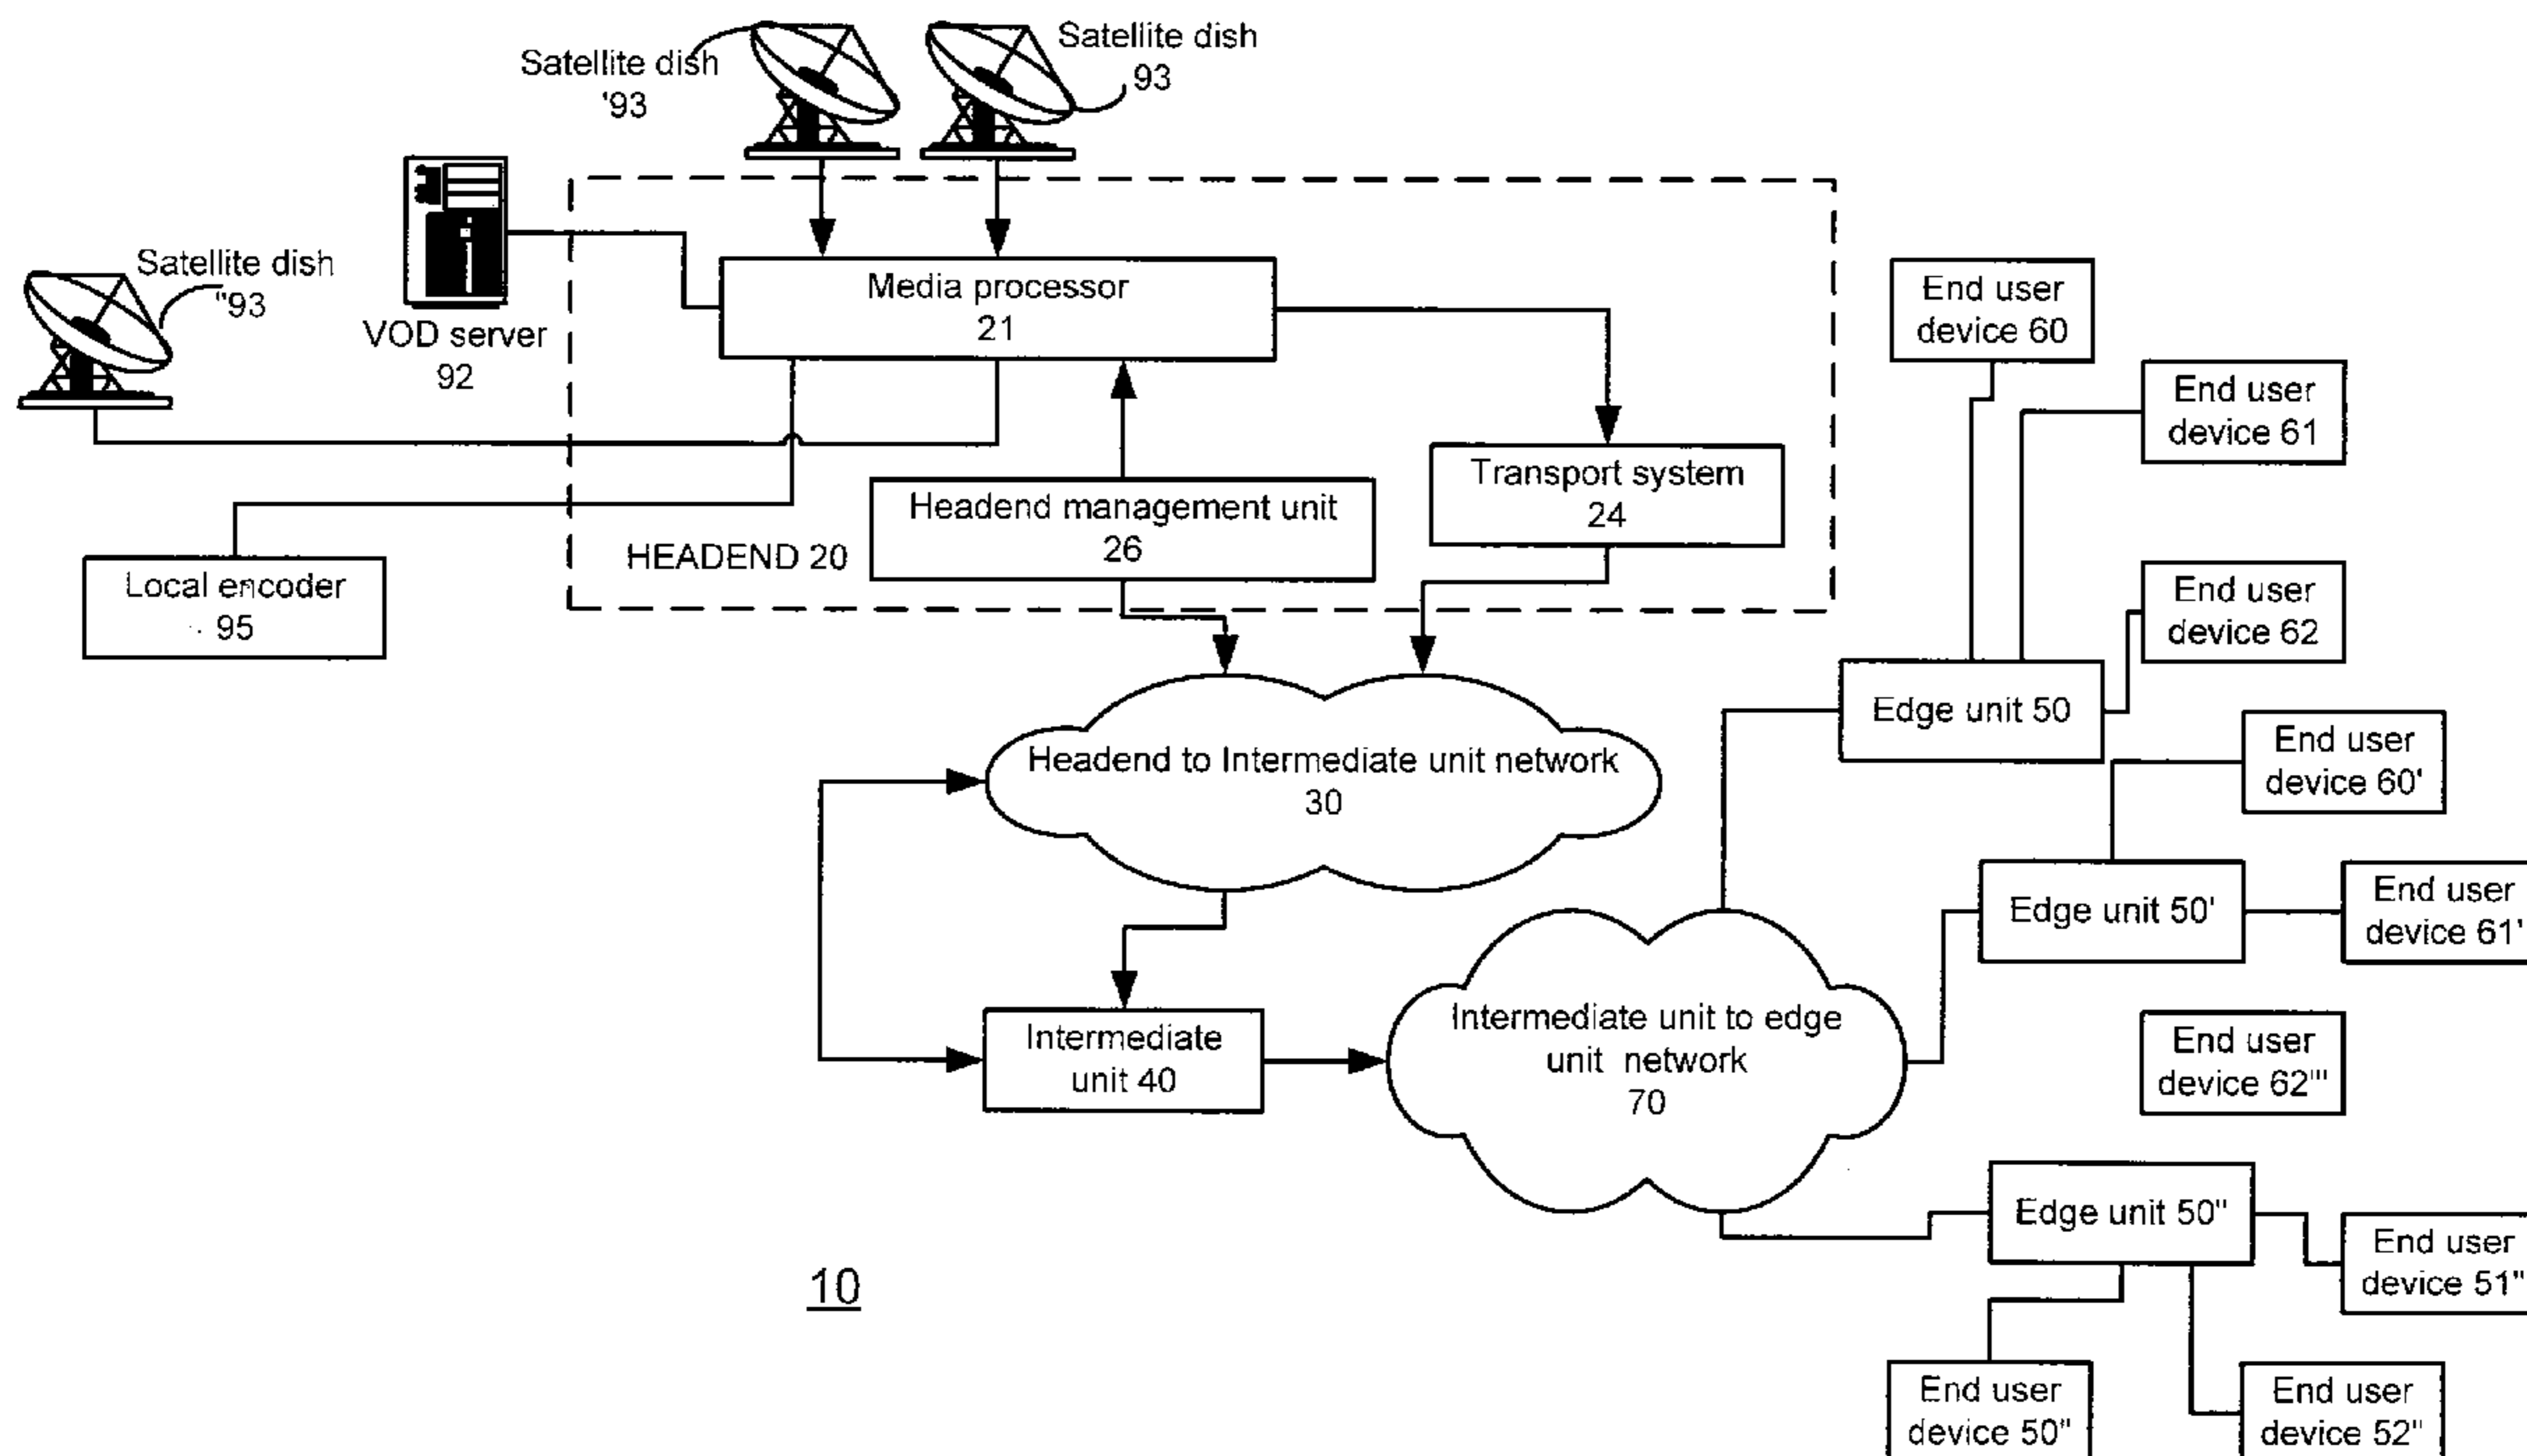 Satellite dish
'93
Satellite dish
93
Satellite dish
"93
VOD server
92
Media processor
21
End user
device 60
End user
device 61
Transport system
24
Headend management unit
26
HEADEND 20
Local encoder
95
End user
device 62
Edge unit 50
Headend to Intermediate unit network
30
End user
device 60'
Edge unit 50'
End user
device 61'
Intermediate
unit 40
Intermediate unit to edge
unit network
70
End user
device 62'''
Edge unit 50"
End user
device 51"
10
End user
device 50"
End user
device 52"